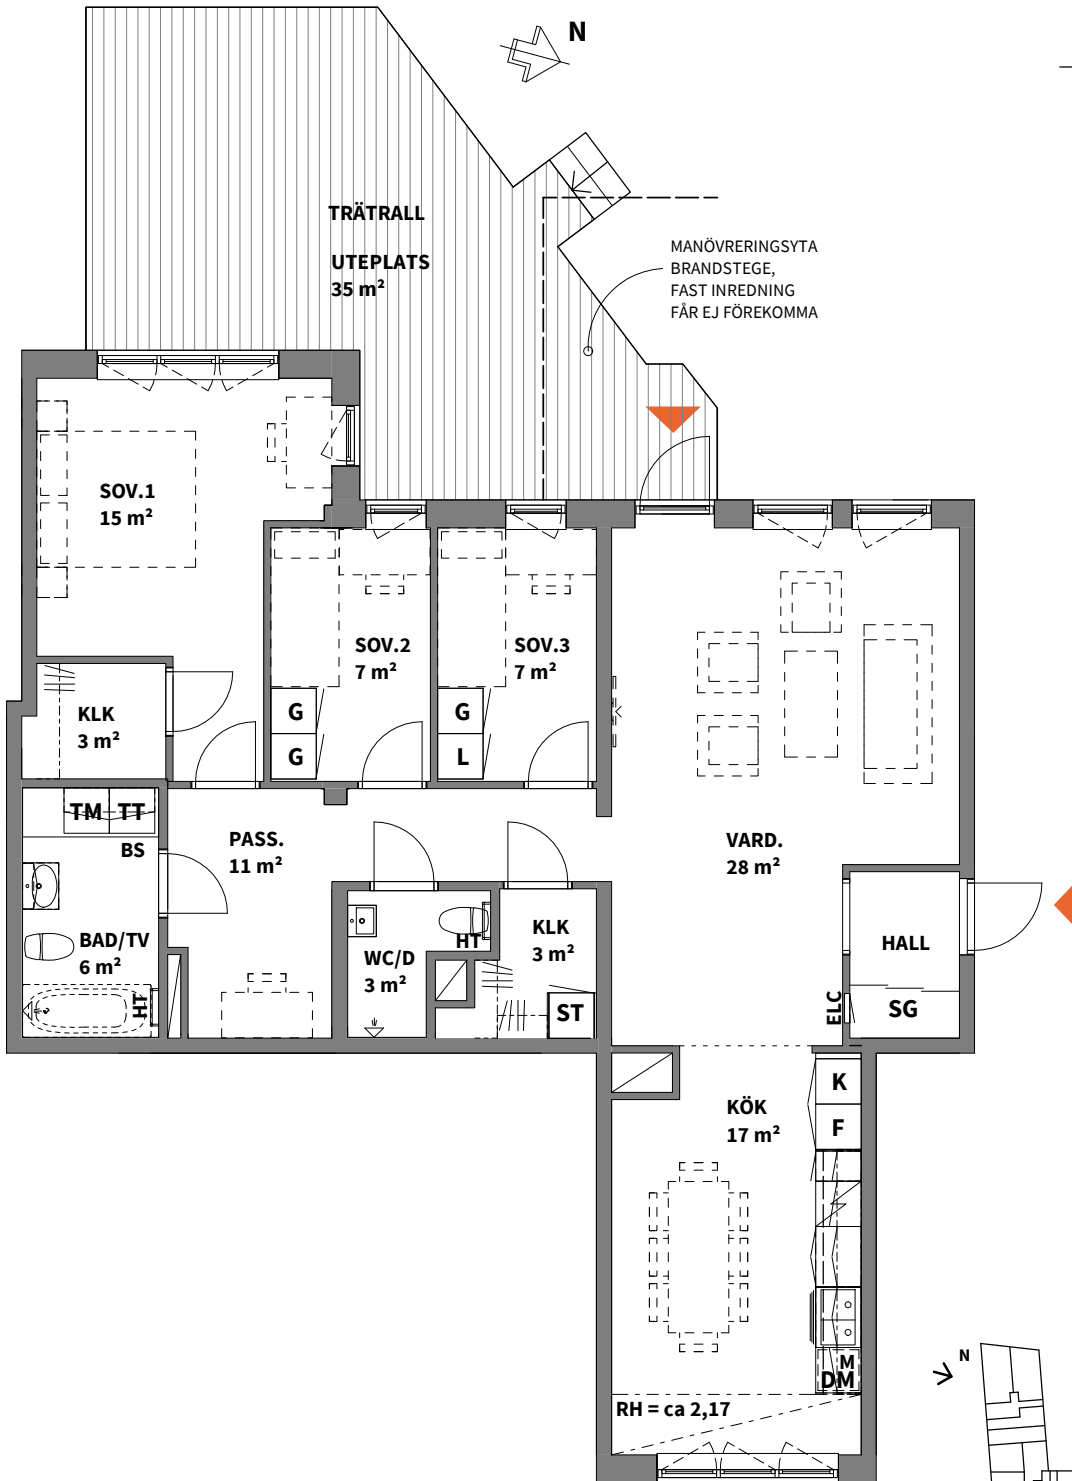 N
TRÄTRALL
UTEPLATS
35 m²
MANÖVRERINGSYTA
BRANDSTEGE,
FAST INREDNING
FÅR EJ FÖREKOMMA
SOV.1
15 m²
SOV.2
7 m²
SOV.3
7 m²
G
G
G
L
KLK
3 m²
TM
TT
BS
PASS.
11 m²
VARD.
28 m²
BAD/TV
6 m²
HT
WC/D
3 m²
HT
KLK
3 m²
ST
HALL
ELC
SG
K
F
KÖK
17 m²
M
DM
RH = ca 2,17
N